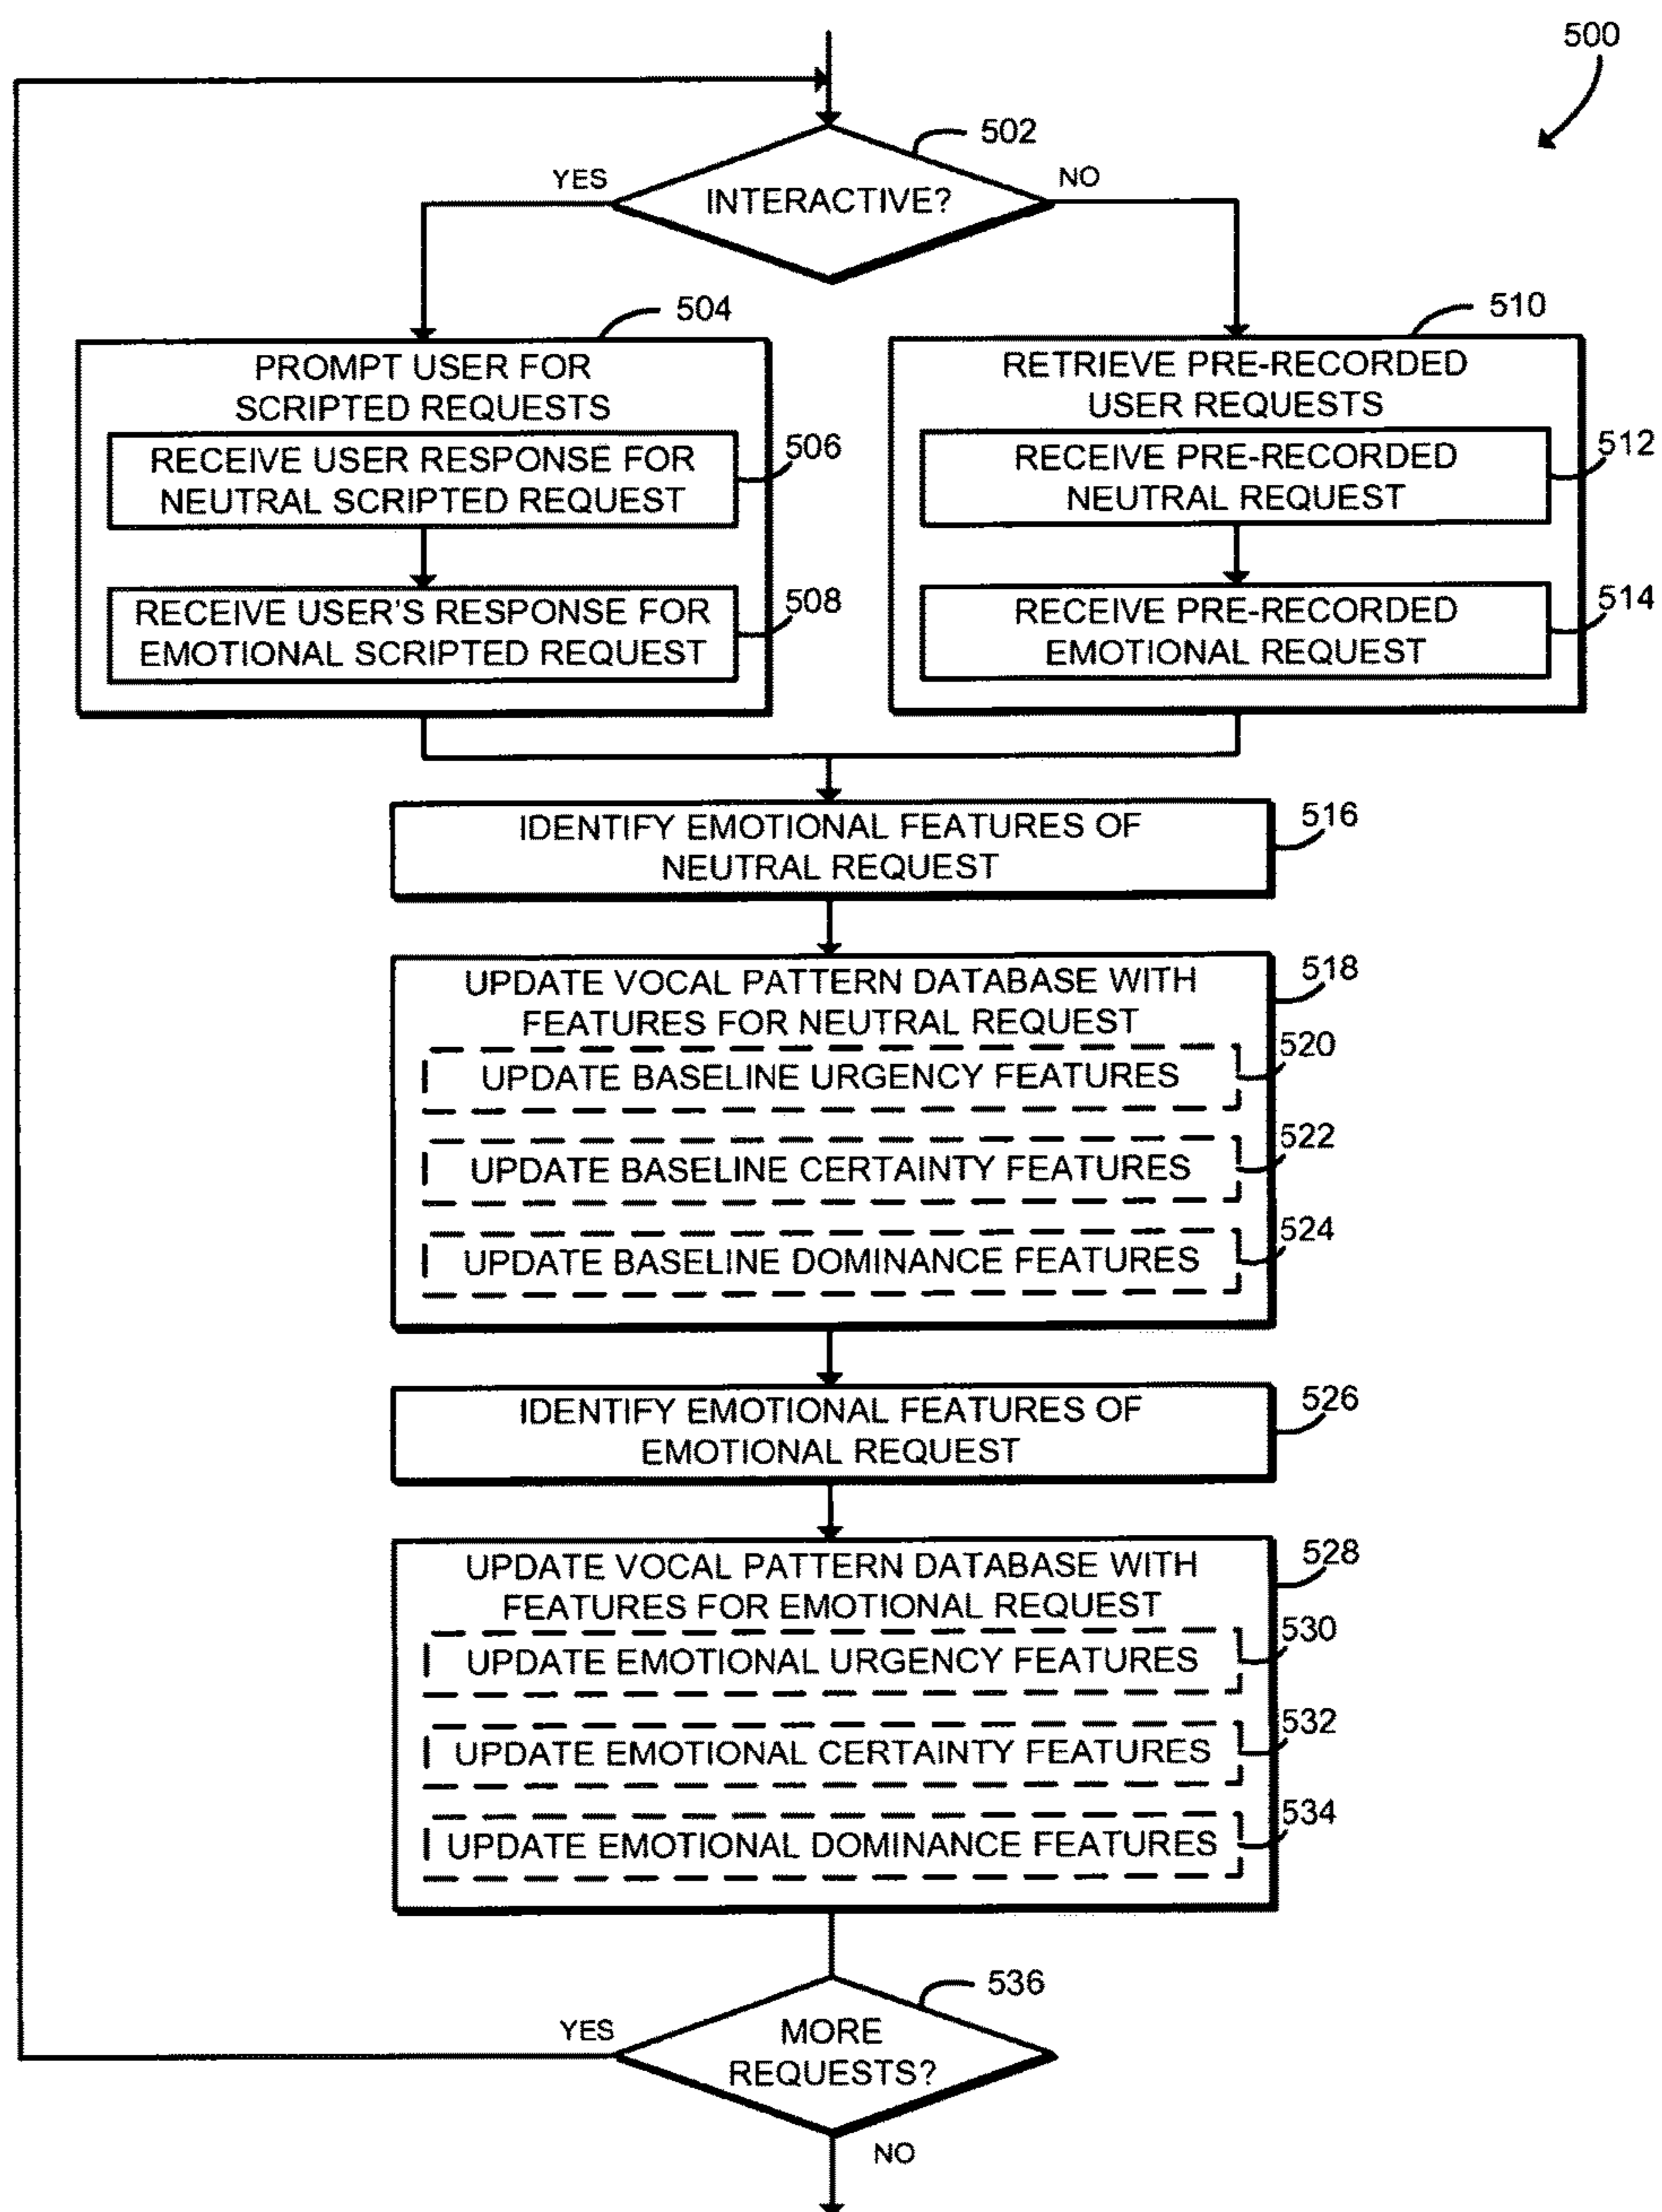 500
502
YES
INTERACTIVE?
NO
504
PROMPT USER FOR
SCRIPTED REQUESTS
RECEIVE USER RESPONSE FOR
NEUTRAL SCRIPTED REQUEST
506
RECEIVE USER'S RESPONSE FOR
EMOTIONAL SCRIPTED REQUEST
508
510
RETRIEVE PRE-RECORDED
USER REQUESTS
RECEIVE PRE-RECORDED
NEUTRAL REQUEST
512
RECEIVE PRE-RECORDED
EMOTIONAL REQUEST
514
IDENTIFY EMOTIONAL FEATURES OF
NEUTRAL REQUEST
516
UPDATE VOCAL PATTERN DATABASE WITH
FEATURES FOR NEUTRAL REQUEST
518
UPDATE BASELINE URGENCY FEATURES
520
UPDATE BASELINE CERTAINTY FEATURES
522
UPDATE BASELINE DOMINANCE FEATURES
524
IDENTIFY EMOTIONAL FEATURES OF
EMOTIONAL REQUEST
526
UPDATE VOCAL PATTERN DATABASE WITH
FEATURES FOR EMOTIONAL REQUEST
528
UPDATE EMOTIONAL URGENCY FEATURES
530
UPDATE EMOTIONAL CERTAINTY FEATURES
532
UPDATE EMOTIONAL DOMINANCE FEATURES
534
536
YES
MORE
REQUESTS?
NO